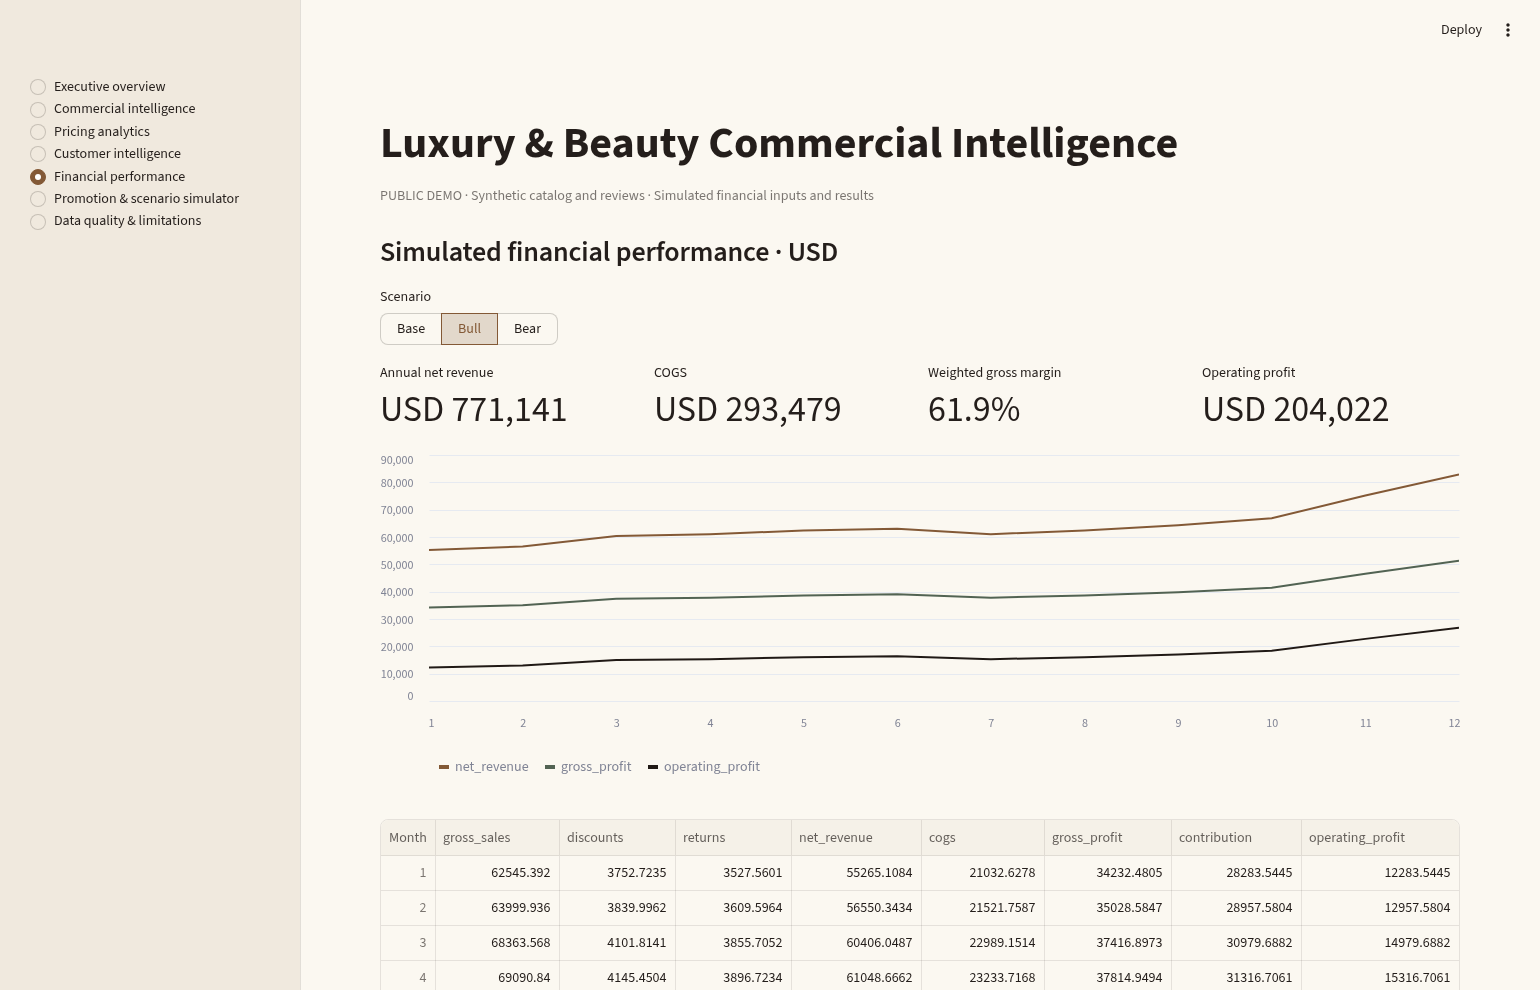 Deploy
Executive overview
Commercial intelligence
Pricing analytics
Customer intelligence
Financial performance
Promotion & scenario simulator
Data quality & limitations
Luxury & Beauty Commercial Intelligence
PUBLIC DEMO · Synthetic catalog and reviews · Simulated financial inputs and results
Simulated financial performance · USD
Scenario
Base Bull Bear
Annual net revenue COGS Weighted gross margin Operating profit
USD 771,141 USD 293,479 61.9% USD 204,022
90,000
80,000
70,000
60,000
50,000
40,000
30,000
20,000
10,000
0
1 2 3 4 5 6 7 8 9 10 11 12
net_revenue gross_profit operating_profit
Month gross_sales discounts returns net_revenue cogs gross_profit contribution operating_profit
1 62545.392 3752.7235 3527.5601 55265.1084 21032.6278 34232.4805 28283.5445 12283.5445
2 63999.936 3839.9962 3609.5964 56550.3434 21521.7587 35028.5847 28957.5804 12957.5804
3 68363.568 4101.8141 3855.7052 60406.0487 22989.1514 37416.8973 30979.6882 14979.6882
4 69090.84 4145.4504 3896.7234 61048.6662 23233.7168 37814.9494 31316.7061 15316.7061